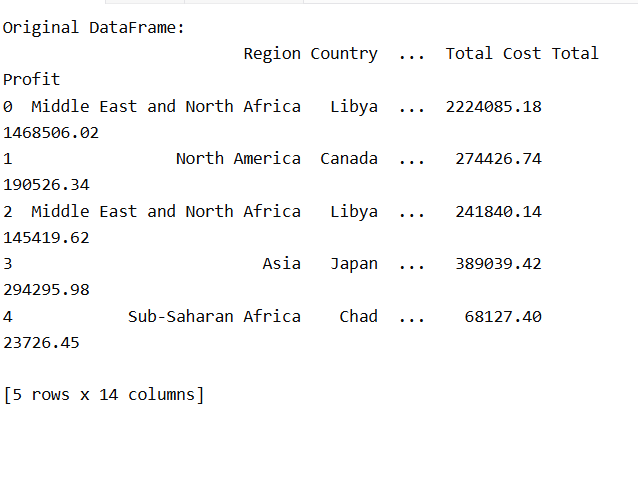 Original DataFrame:
                         Region Country  ...  Total Cost Total
Profit
0  Middle East and North Africa   Libya  ...  2224085.18
1468506.02
1                 North America  Canada  ...   274426.74
190526.34
2  Middle East and North Africa   Libya  ...   241840.14
145419.62
3                          Asia   Japan  ...   389039.42
294295.98
4            Sub-Saharan Africa    Chad  ...    68127.40
23726.45

[5 rows x 14 columns]